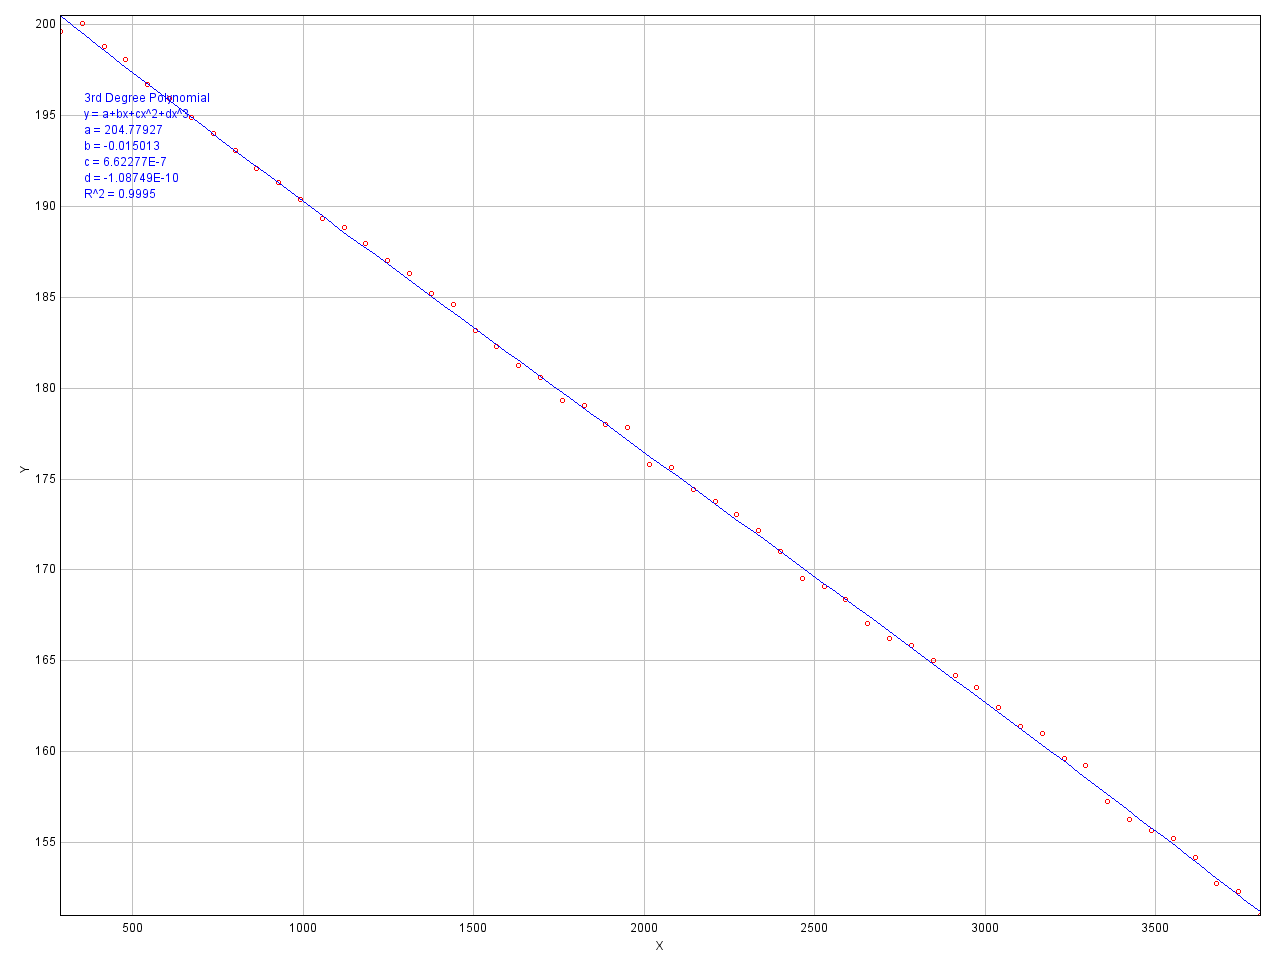 200
195
190
185
180
175
170
165
160
155
Y
3rd Degree Polynomial
y = a+bx+cx^2+dx^3
a = 204.77927
b = -0.015013
c = 6.62277E-7
d = -1.08749E-10
R^2 = 0.9995
500 1000 1500 2000 2500 3000 3500
X